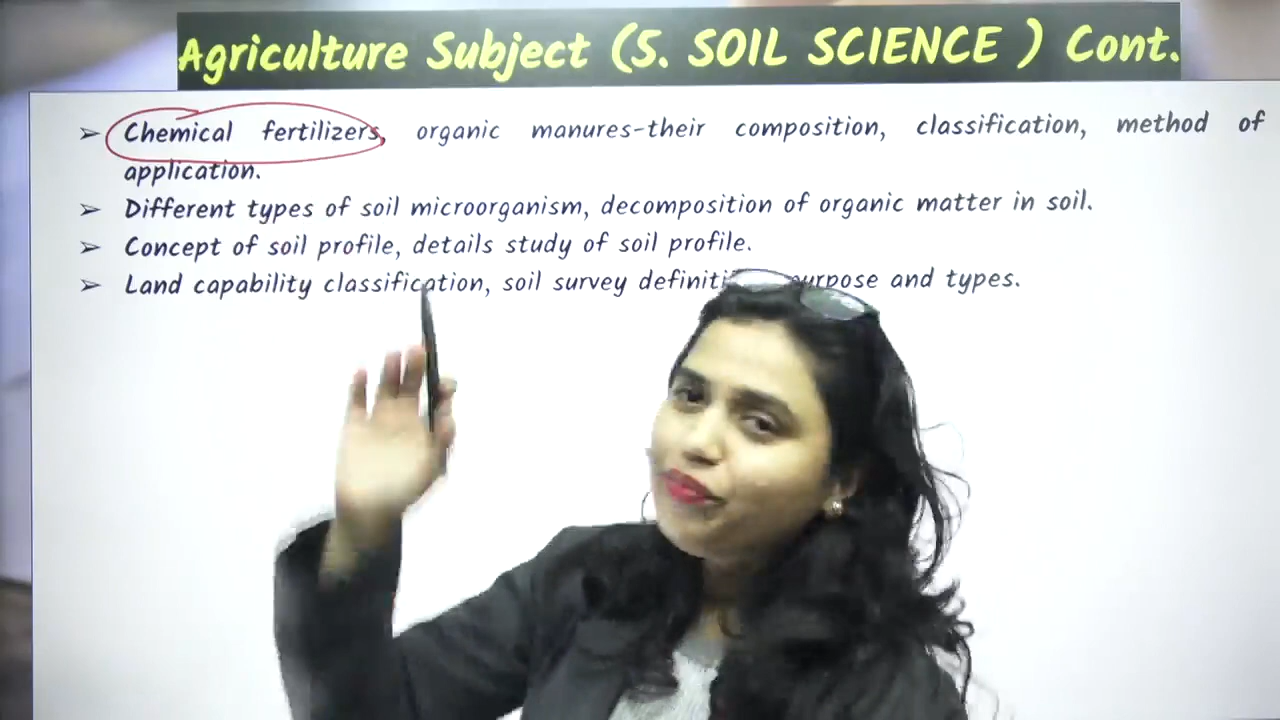 Agriculture Subject (5. SOIL SCIENCE ) Cont.
➢ Chemical fertilizers, organic manures-their composition, classification, method of
application.
➢ Different types of soil microorganism, decomposition of organic matter in soil.
➢ Concept of soil profile, details study of soil profile.
➢ Land capability classification, soil survey and types.